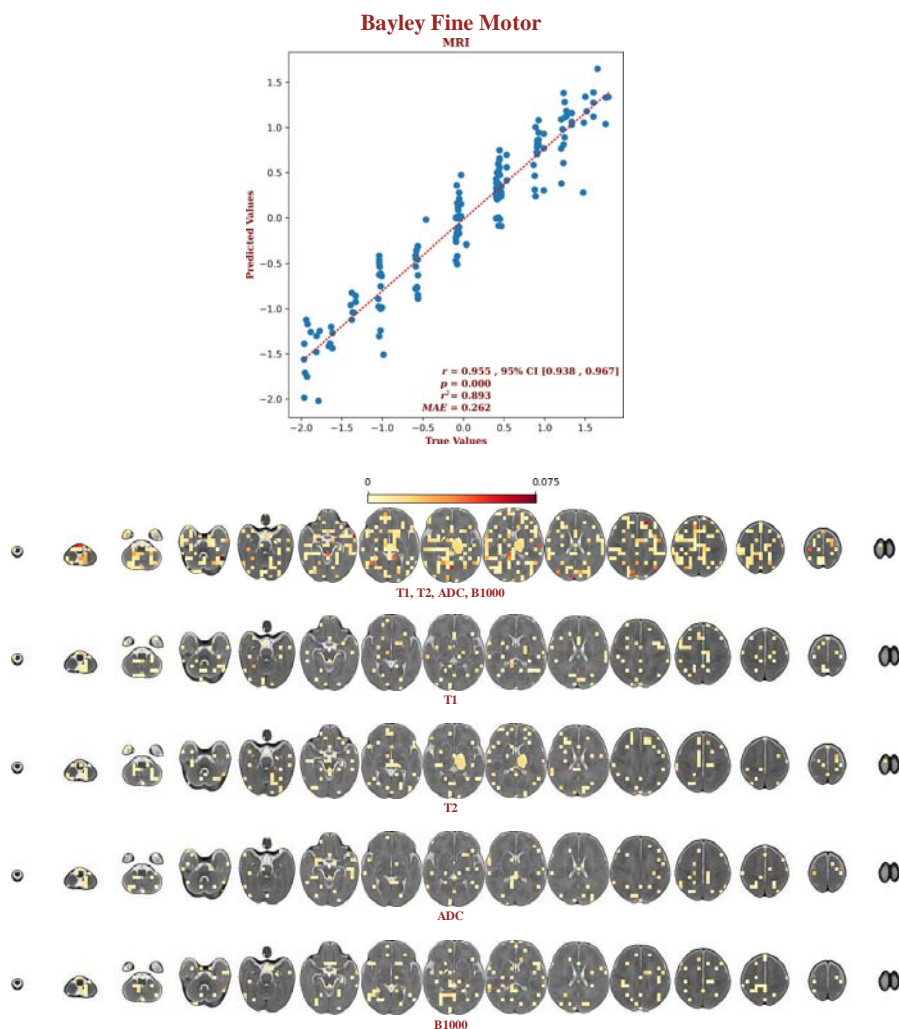 Bayley Fine Motor
MRI
1.5
1.0
0.5
0.0
−0.5
−1.0
−1.5
−2.0
Predicted Values
r = 0.955 , 95% CI [0.938 , 0.967]
p = 0.000
r² = 0.893
MAE = 0.262
−2.0 −1.5 −1.0 −0.5 0.0 0.5 1.0 1.5
True Values
0 0.075
T1, T2, ADC, B1000
T1
T2
ADC
B1000